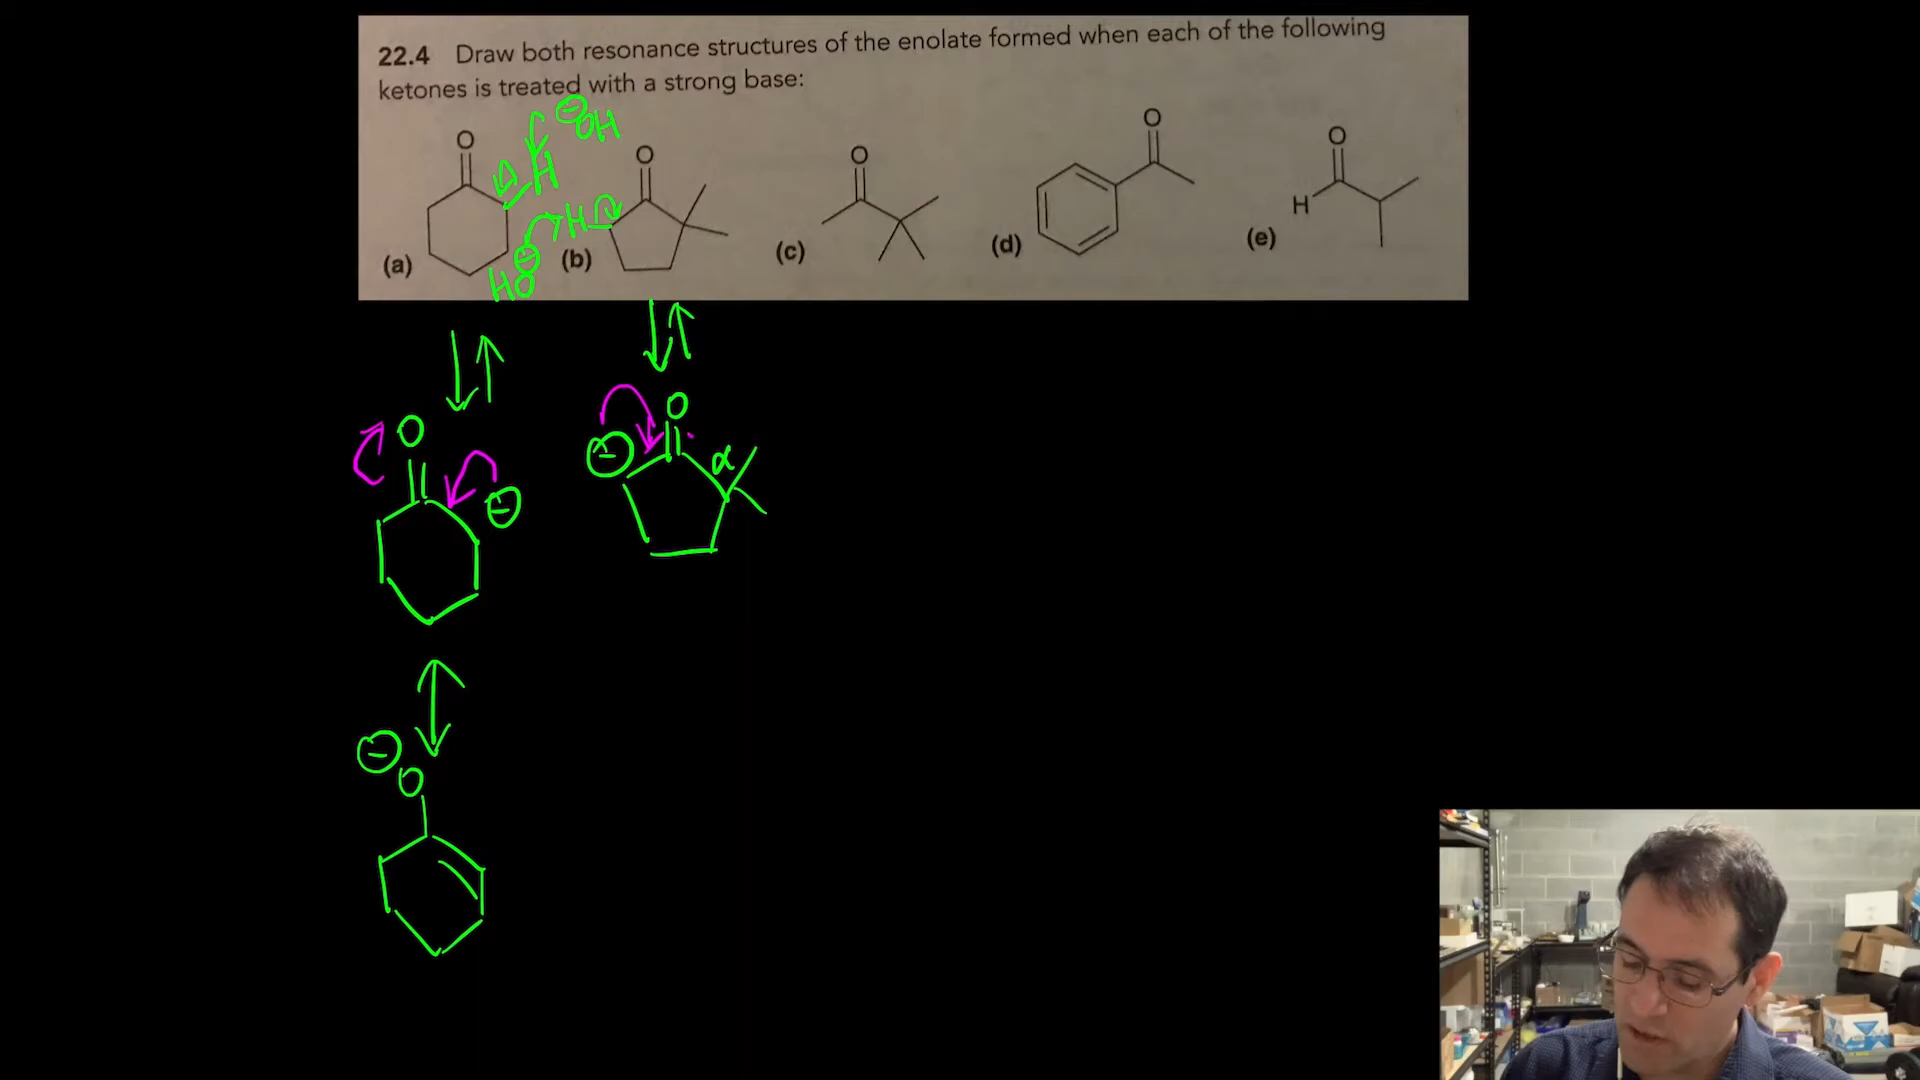 22.4 Draw both resonance structures of the enolate formed when each of the following
ketones is treated with a strong base:
O
O
O
O
O
⊖
OH
H
H
⊖
HO
H
(a)
(b)
(c)
(d)
(e)
O
⊖
O
⊖
α
⊖
O